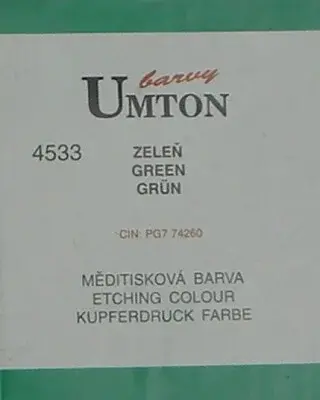 barvy
UMTON
4533 ZELEŇ
GREEN
GRÜN
CIN: PG7 74260
MĚDITISKOVÁ BARVA
ETCHING COLOUR
KUPFERDRUCK FARBE